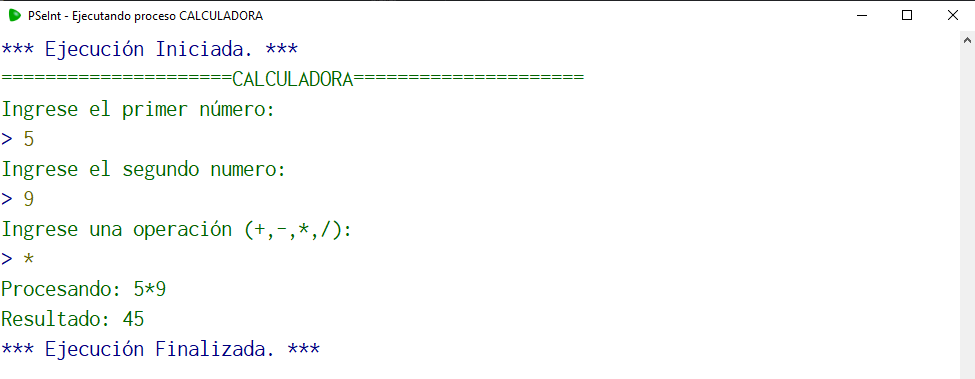 PSeInt - Ejecutando proceso CALCULADORA
*** Ejecución Iniciada. ***
=====================CALCULADORA=====================
Ingrese el primer número:
> 5
Ingrese el segundo numero:
> 9
Ingrese una operación (+,-,*,/):
> *
Procesando: 5*9
Resultado: 45
*** Ejecución Finalizada. ***